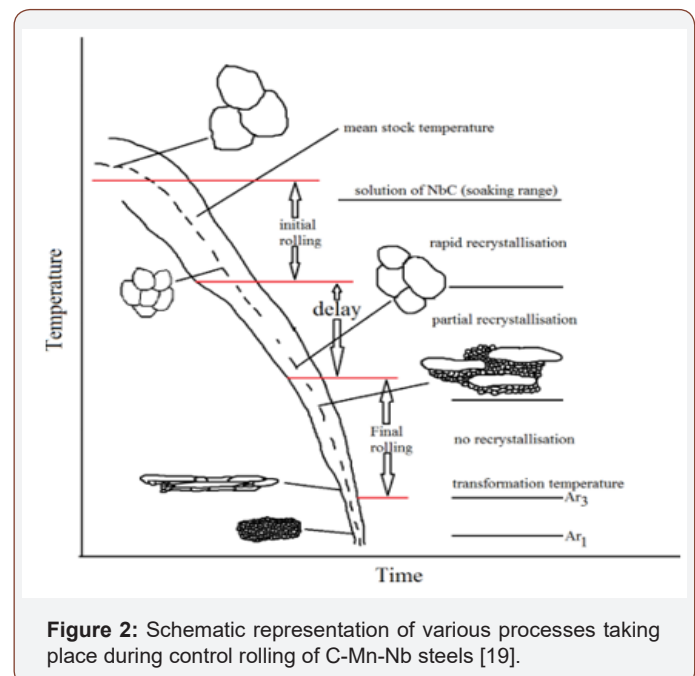 mean stock temperature
solution of NbC (soaking range)
initial
rolling
rapid recrystallisation
delay
partial recrystallisation
Temperature
Final
rolling
no recrystallisation
transformation temperature
Ar3
Ar1
Time
Figure 2: Schematic representation of various processes taking
place during control rolling of C-Mn-Nb steels [19].